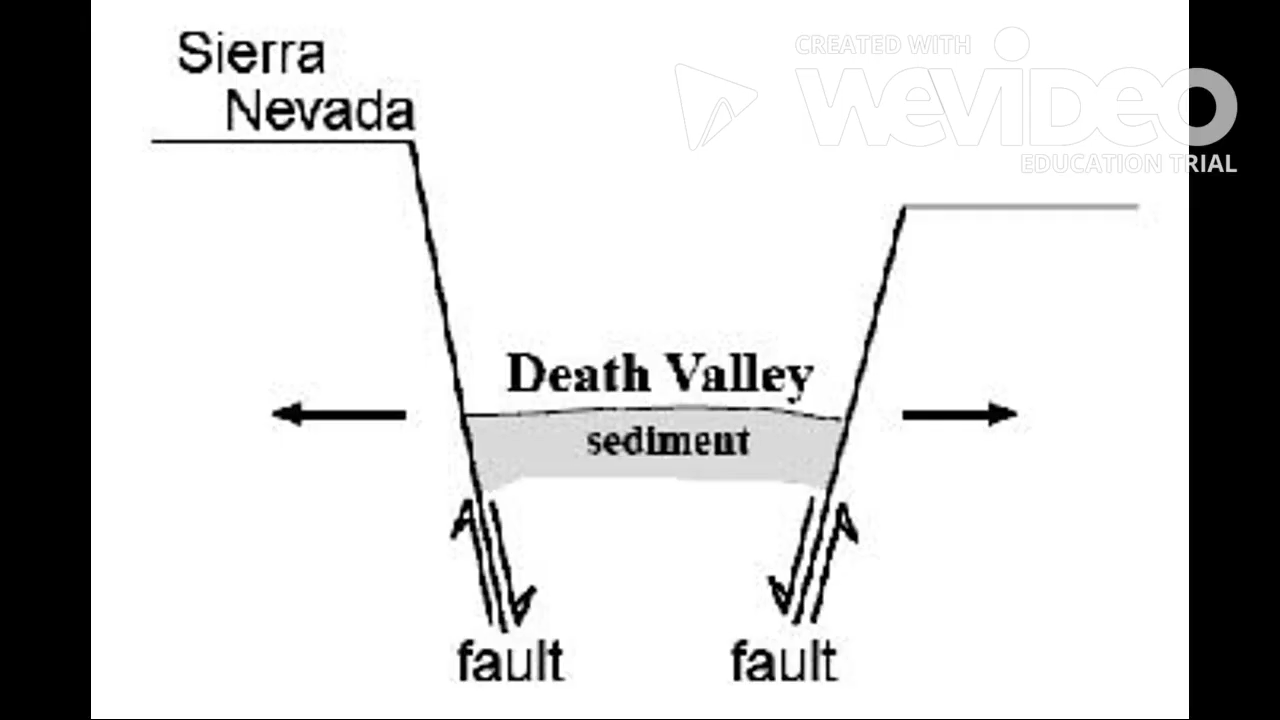 Sierra
Nevada
CREATED WITH
WEVIDEO
EDUCATION TRIAL
Death Valley
sediment
fault
fault